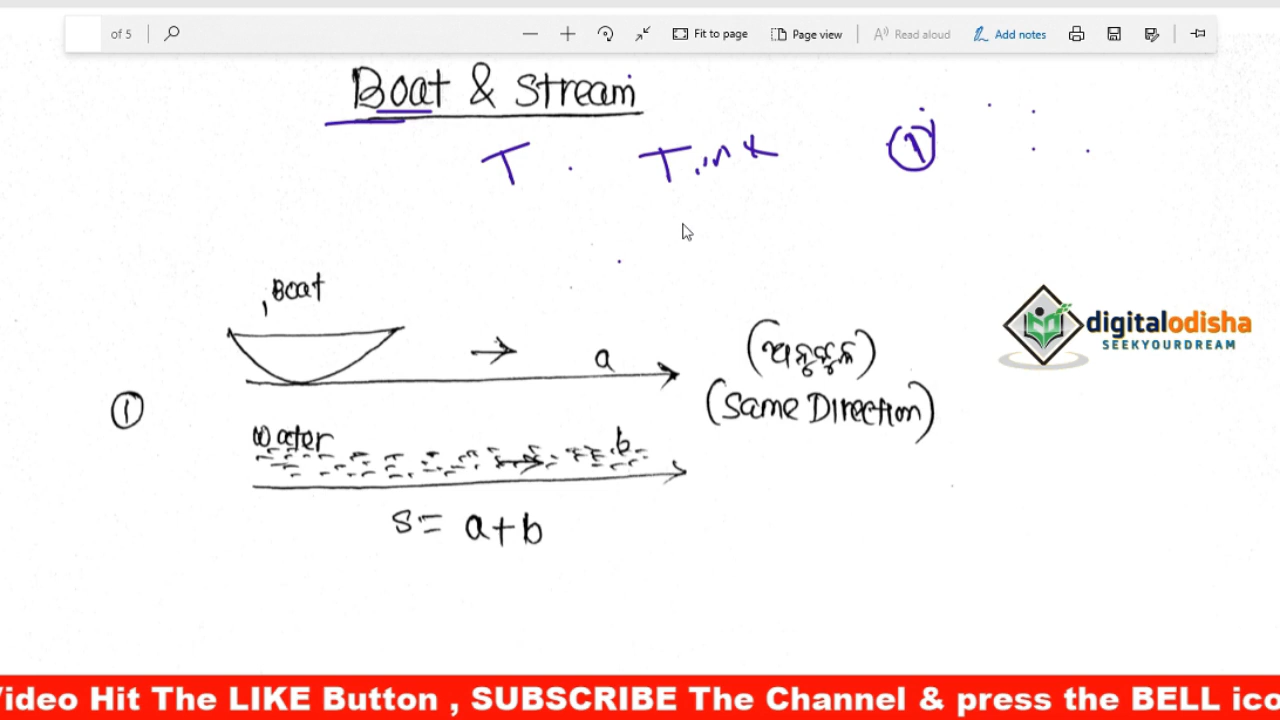 of 5
Fit to page
Page view
Read aloud
Add notes
Boat & Stream
T
T
①
Boat
a
(ଅନୁକୂଳ)
(Same Direction)
①
Water
b
S = a+b
digitalodisha
SEEKYOURDREAM
Video Hit The LIKE Button , SUBSCRIBE The Channel & press the BELL ico